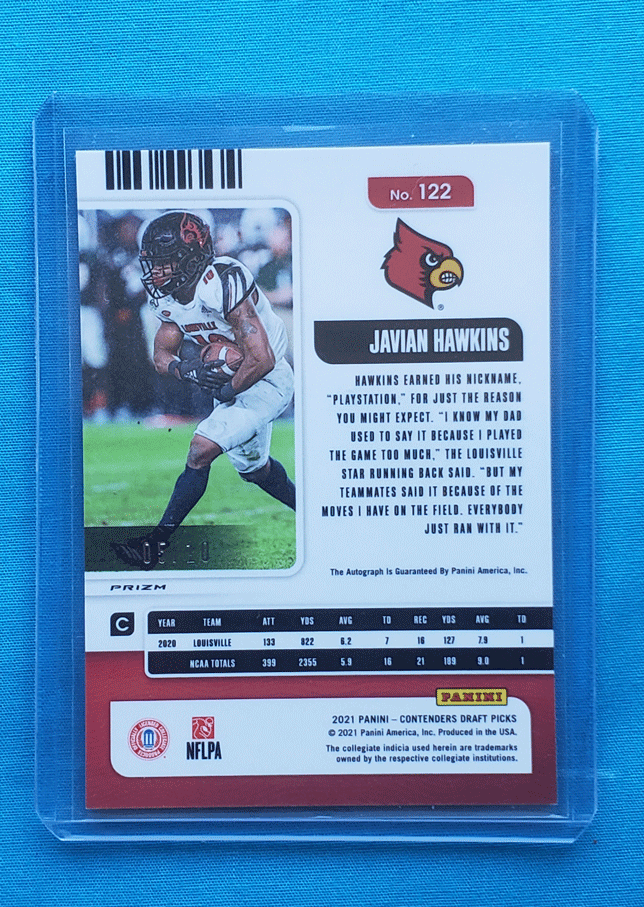 No. 122
®
JAVIAN HAWKINS
HAWKINS EARNED HIS NICKNAME,
“PLAYSTATION,” FOR JUST THE REASON
YOU MIGHT EXPECT. “I KNOW MY DAD
USED TO SAY IT BECAUSE I PLAYED
THE GAME TOO MUCH,” THE LOUISVILLE
STAR RUNNING BACK SAID. “BUT MY
TEAMMATES SAID IT BECAUSE OF THE
MOVES I HAVE ON THE FIELD. EVERYBODY
JUST RAN WITH IT.”
The Autograph Is Guaranteed By Panini America, Inc.
PRIZM
C
YEAR TEAM ATT YDS AVG TD REC YDS AVG TD
2020 LOUISVILLE 133 822 6.2 7 16 127 7.9 1
NCAA TOTALS 399 2355 5.9 16 21 189 9.0 1
PANINI
2021 PANINI – CONTENDERS DRAFT PICKS
© 2021 Panini America, Inc. Produced in the USA.
The collegiate indicia used herein are trademarks
owned by the respective collegiate institutions.
OFFICIALLY LICENSED COLLEGIATE PRODUCTS
NFLPA